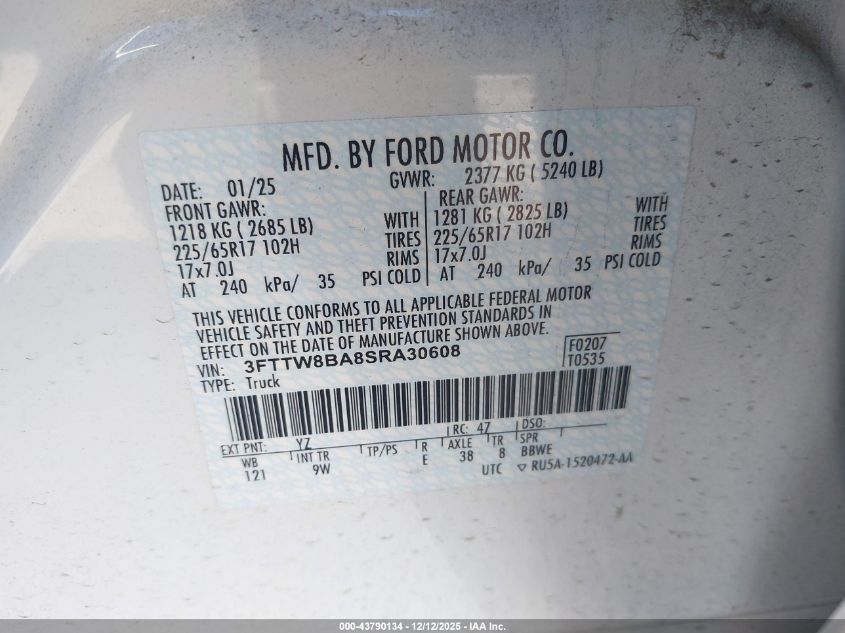 MFD. BY FORD MOTOR CO.
DATE: 01/25 GVWR: 2377 KG ( 5240 LB)
FRONT GAWR: REAR GAWR:
1218 KG ( 2685 LB) WITH 1281 KG ( 2825 LB) WITH
225/65R17 102H TIRES 225/65R17 102H TIRES
17x7.0J RIMS 17x7.0J RIMS
AT 240 kPa/ 35 PSI COLD AT 240 kPa/ 35 PSI COLD
THIS VEHICLE CONFORMS TO ALL APPLICABLE FEDERAL MOTOR
VEHICLE SAFETY AND THEFT PREVENTION STANDARDS IN
EFFECT ON THE DATE OF MANUFACTURE SHOWN ABOVE.
VIN: 3FTTW8BA8SRA30608 F0207
TYPE: Truck T0535
EXT PNT: YZ RC: 47 DSO:
WB INT TR TP/PS R AXLE TR SPR
121 9W E 38 8 BBWE
UTC ▽ RU5A-1520472-AA
000-43790134 - 12/12/2025 - IAA Inc.